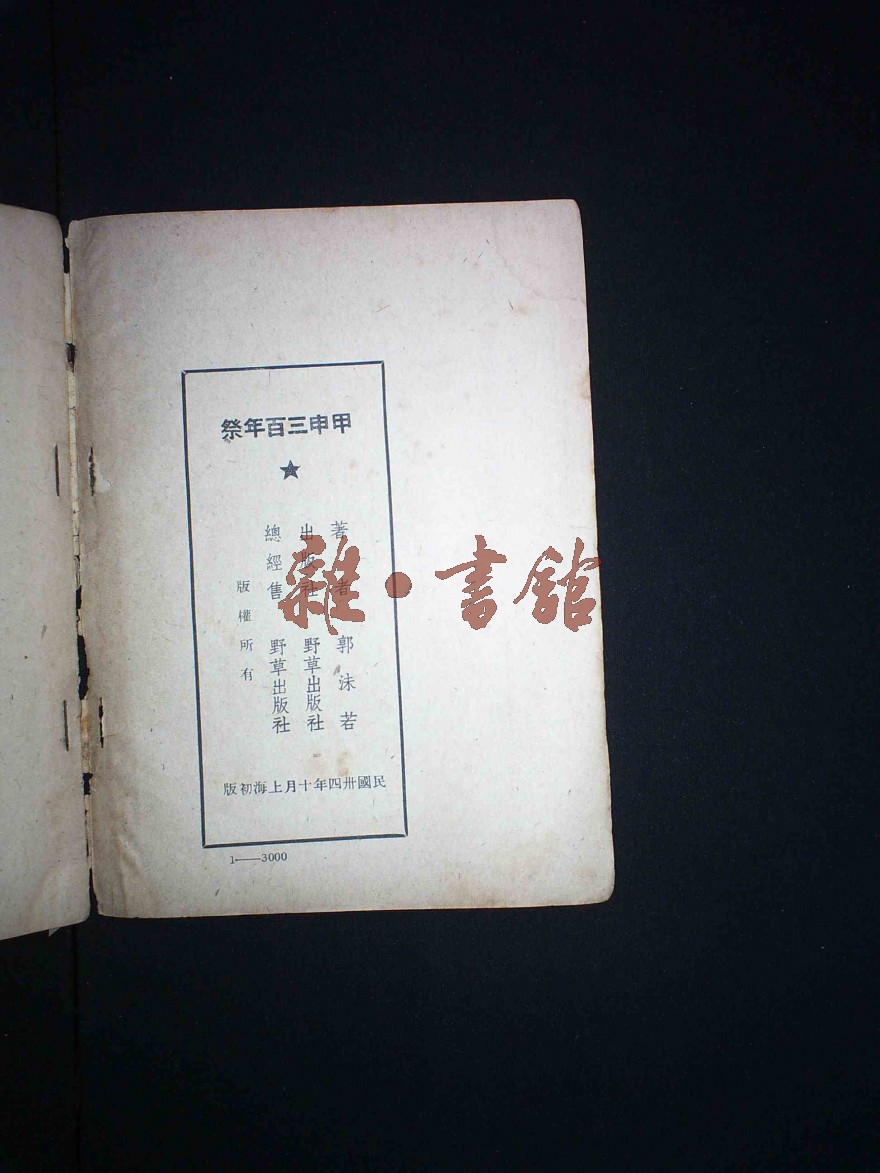 甲申三百年祭
著者 郭沫若
出版社 野草出版社
總經售 野草出版社
版權所有
民國卅四年十月上海初版
1——3000
雜·書館